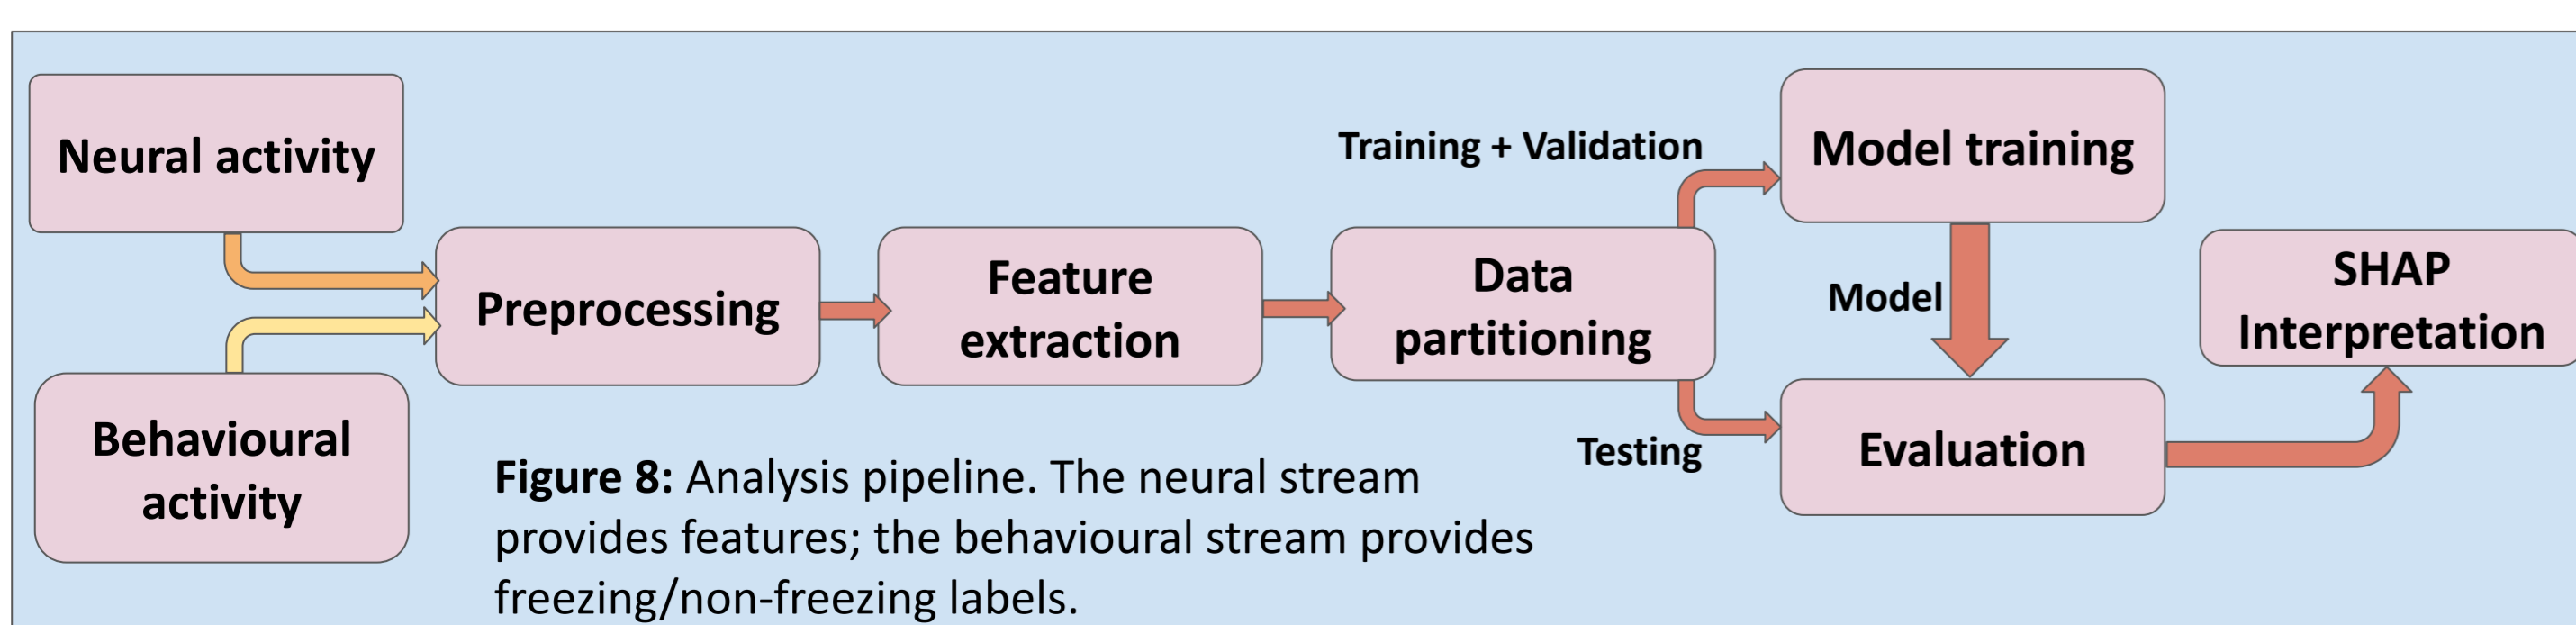 Neural activity
Behavioural
activity
Preprocessing
Feature
extraction
Data
partitioning
Training + Validation
Testing
Model training
Model
Evaluation
SHAP
Interpretation
Figure 8: Analysis pipeline. The neural stream
provides features; the behavioural stream provides
freezing/non-freezing labels.